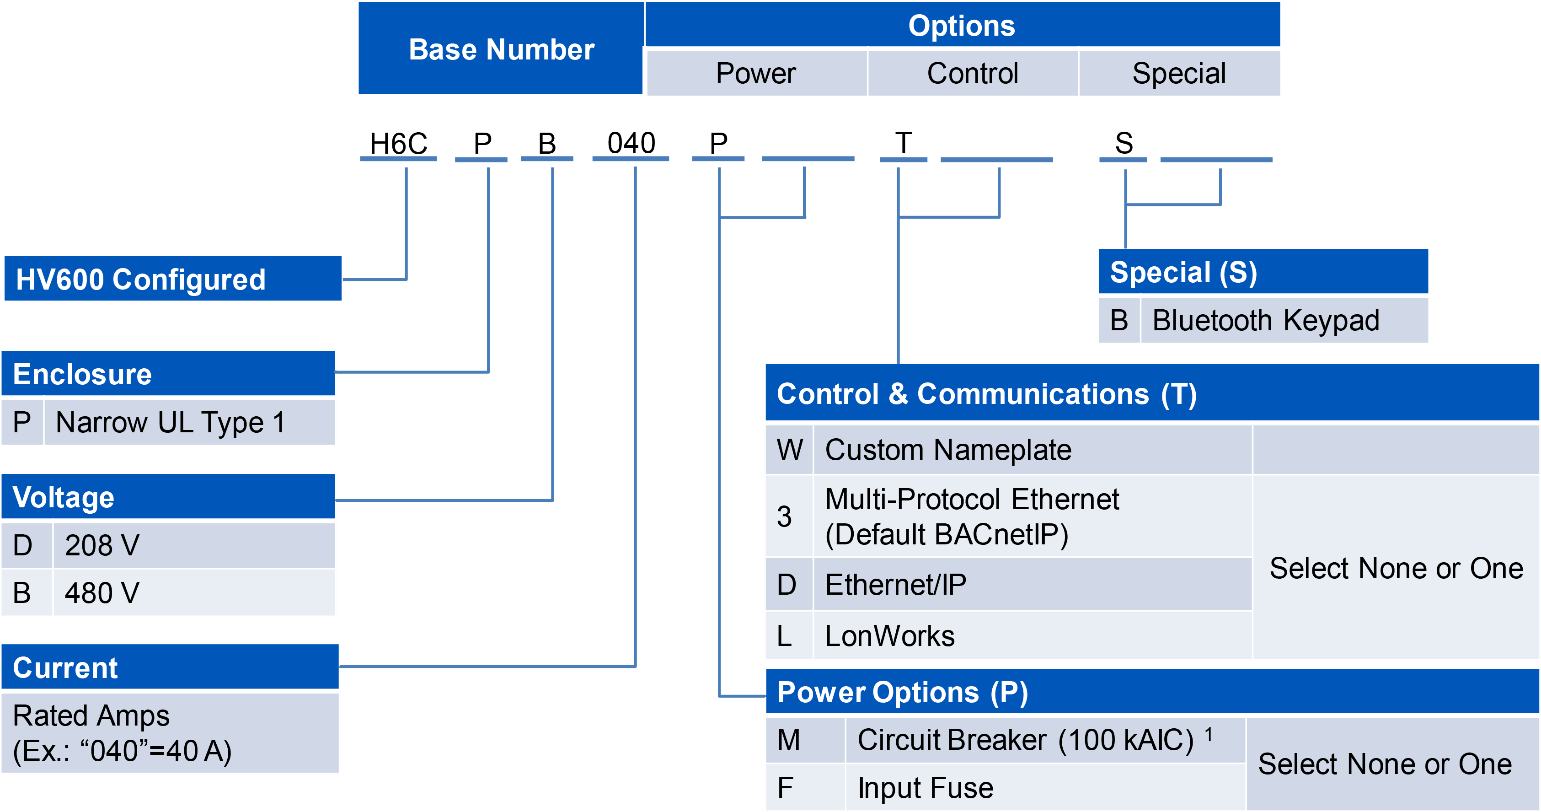 Base Number
Options
Power Control Special
H6C P B 040 P T S
HV600 Configured
Enclosure
P Narrow UL Type 1
Voltage
D 208 V
B 480 V
Current
Rated Amps
(Ex.: “040”=40 A)
Special (S)
B Bluetooth Keypad
Control & Communications (T)
W Custom Nameplate
3 Multi-Protocol Ethernet
(Default BACnetIP)
D Ethernet/IP
L LonWorks
Select None or One
Power Options (P)
M Circuit Breaker (100 kAIC) 1
F Input Fuse
Select None or One